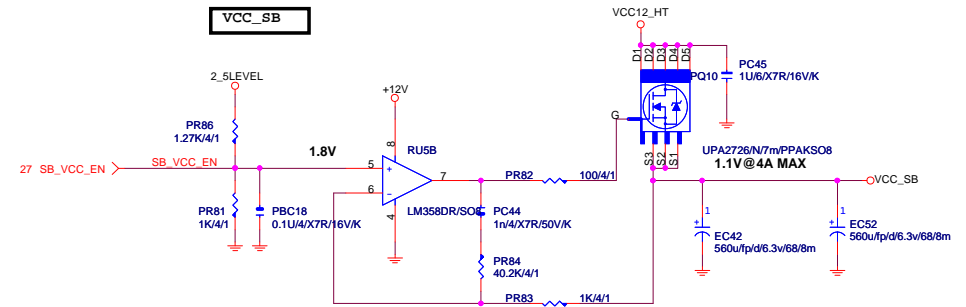 VCC_SB
VCC12_HT
D1
D2
D3
D4
D5
PC45
1U/6/X7R/16V/K
PQ10
2_5LEVEL
+12V
PR86
1.27K/4/1
G
S3
S2
S1
UPA2726/N/7m/PPAKSO8
1.1V@4A MAX
1.8V
8
RU5B
27 SB_VCC_EN
SB_VCC_EN
5
+
7
PR82
100/4/1
VCC_SB
6
-
PR81
1K/4/1
PBC18
0.1U/4/X7R/16V/K
4
LM358DR/SO8
PC44
1n/4/X7R/50V/K
1
+
EC42
560u/fp/d/6.3v/68/8m
1
+
EC52
560u/fp/d/6.3v/68/8m
PR84
40.2K/4/1
PR83
1K/4/1